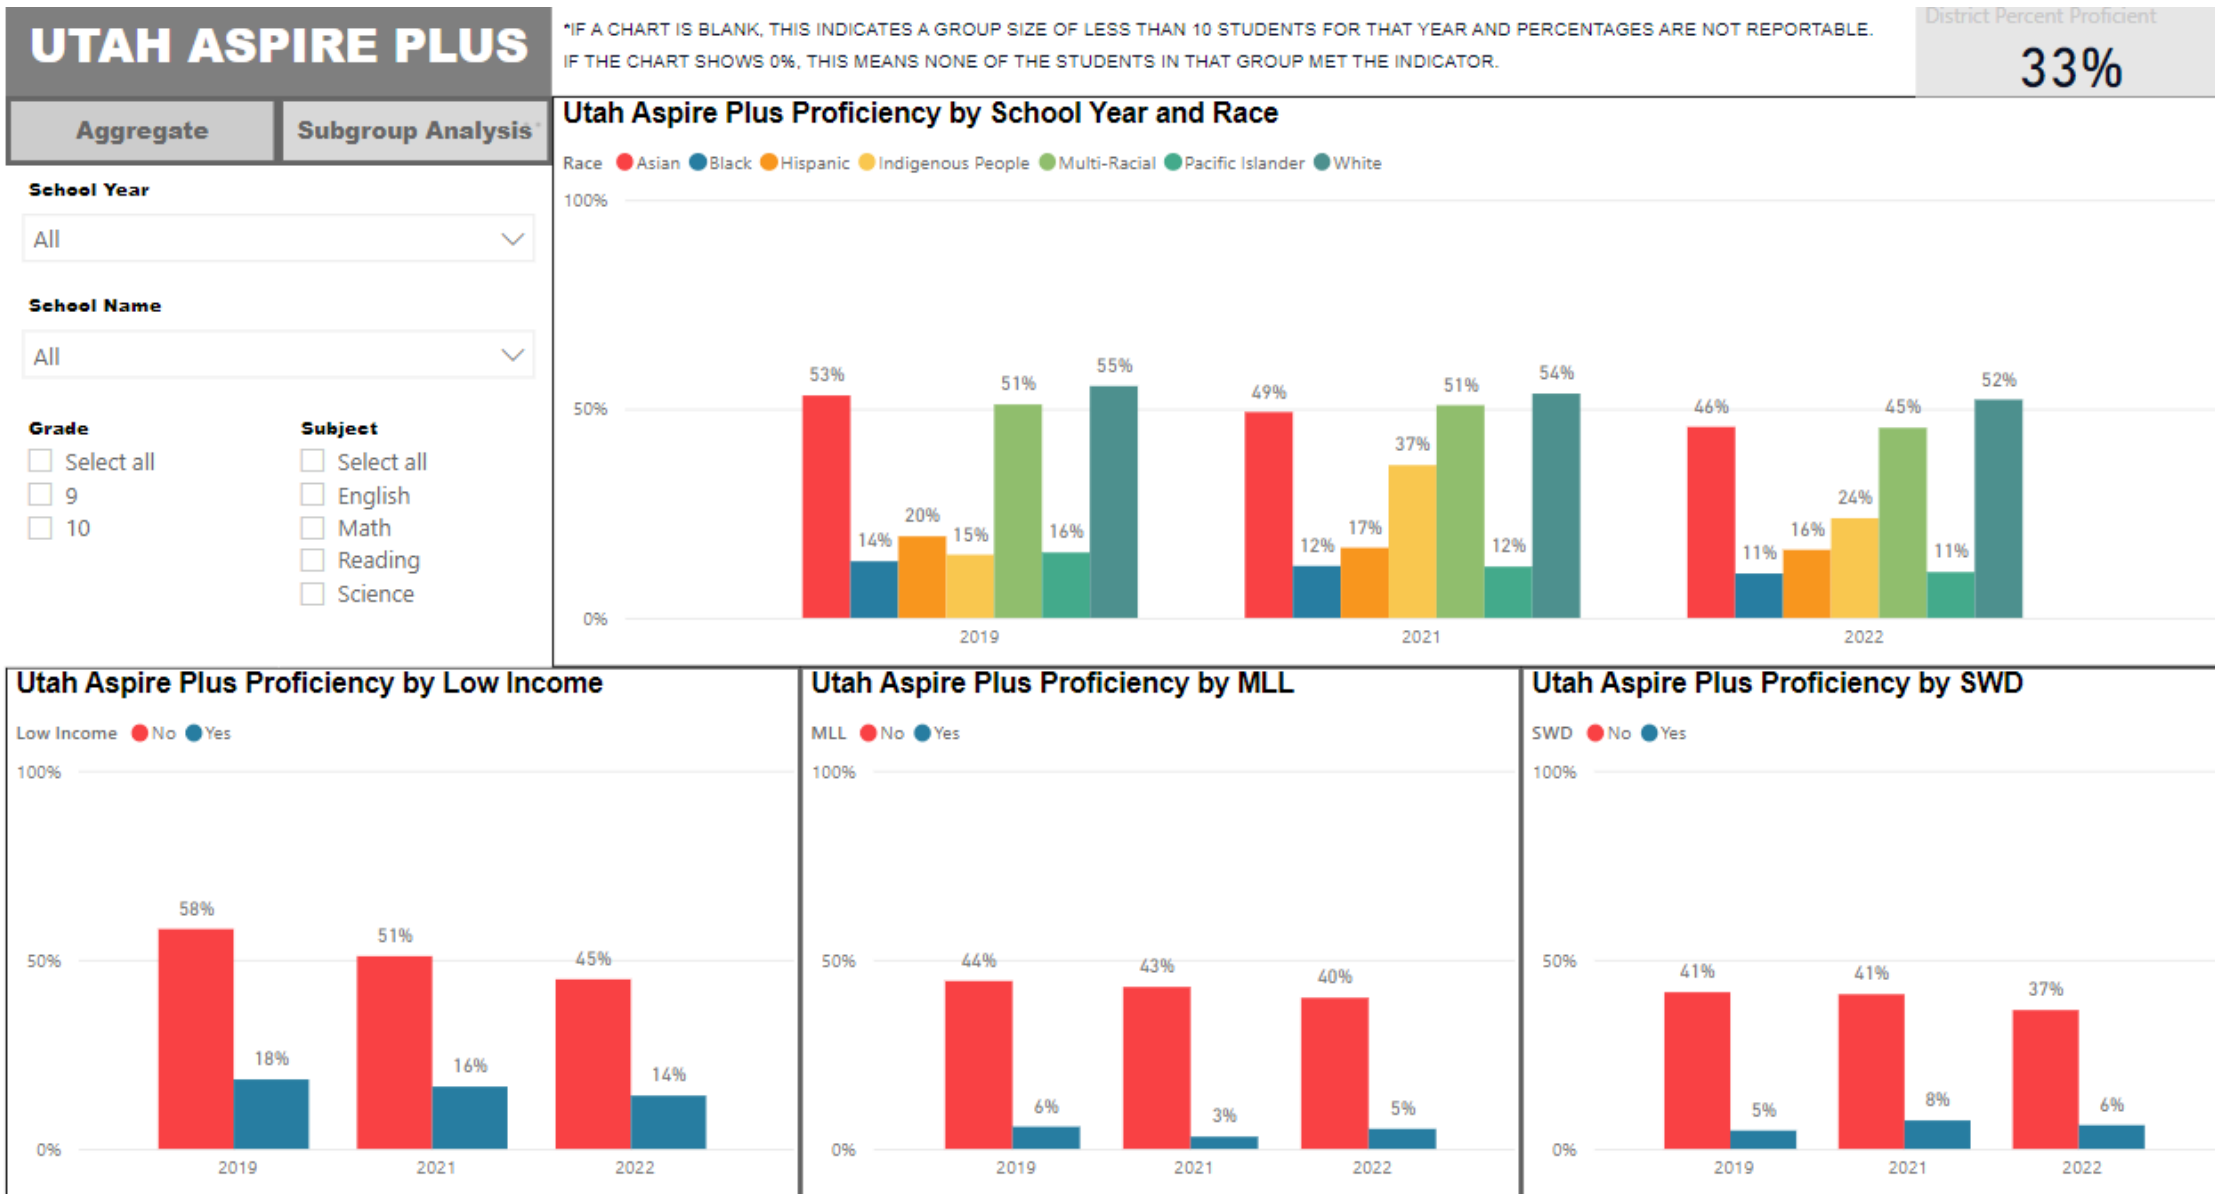 UTAH ASPIRE PLUS
*IF A CHART IS BLANK, THIS INDICATES A GROUP SIZE OF LESS THAN 10 STUDENTS FOR THAT YEAR AND PERCENTAGES ARE NOT REPORTABLE.
IF THE CHART SHOWS 0%, THIS MEANS NONE OF THE STUDENTS IN THAT GROUP MET THE INDICATOR.
District Percent Proficient
33%
Aggregate
Subgroup Analysis
School Year
All
School Name
All
Grade
Select all
9
10
Subject
Select all
English
Math
Reading
Science
Utah Aspire Plus Proficiency by School Year and Race
Race Asian Black Hispanic Indigenous People Multi-Racial Pacific Islander White
100%
50%
0%
53% 14% 20% 15% 51% 16% 55%
49% 12% 17% 37% 51% 12% 54%
46% 11% 16% 24% 45% 11% 52%
2019 2021 2022
Utah Aspire Plus Proficiency by Low Income
Low Income No Yes
100%
50%
0%
58% 18% 51% 16% 45% 14%
2019 2021 2022
Utah Aspire Plus Proficiency by MLL
MLL No Yes
100%
50%
0%
44% 6% 43% 3% 40% 5%
2019 2021 2022
Utah Aspire Plus Proficiency by SWD
SWD No Yes
100%
50%
0%
41% 5% 41% 8% 37% 6%
2019 2021 2022